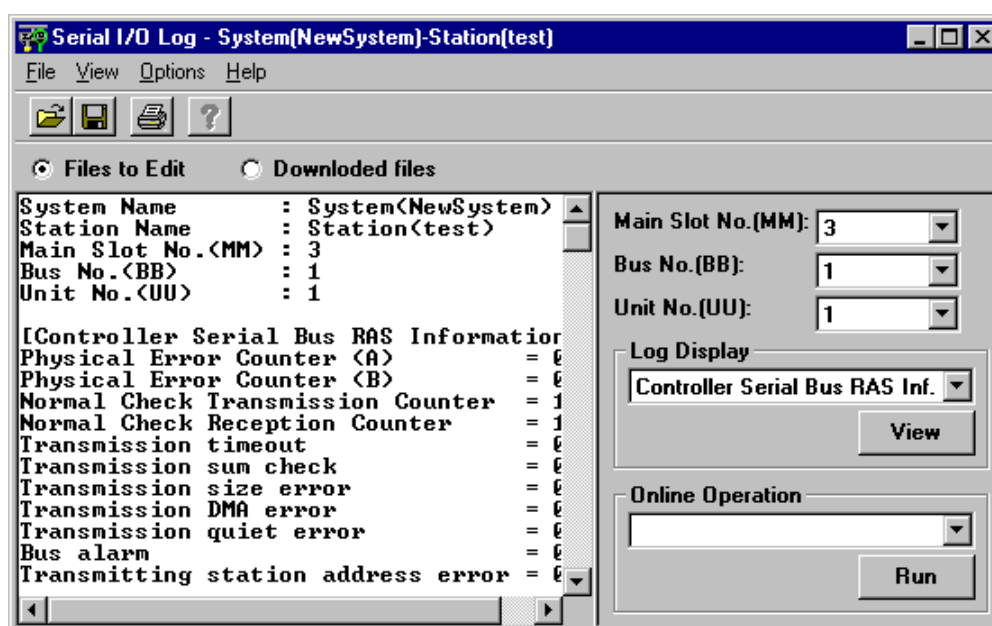 Serial I/O Log - System(NewSystem)-Station(test)
File View Options Help
Files to Edit Downloded files
System Name : System(NewSystem)
Station Name : Station(test)
Main Slot No.(MM) : 3
Bus No.(BB) : 1
Unit No.(UU) : 1
[Controller Serial Bus RAS Information
Physical Error Counter (A) =
Physical Error Counter (B) =
Normal Check Transmission Counter = 1
Normal Check Reception Counter = 1
Transmission timeout =
Transmission sum check =
Transmission size error =
Transmission DMA error =
Transmission quiet error =
Bus alarm =
Transmitting station address error =
Main Slot No.(MM): 3
Bus No.(BB): 1
Unit No.(UU): 1
Log Display
Controller Serial Bus RAS Inf.
View
Online Operation
Run